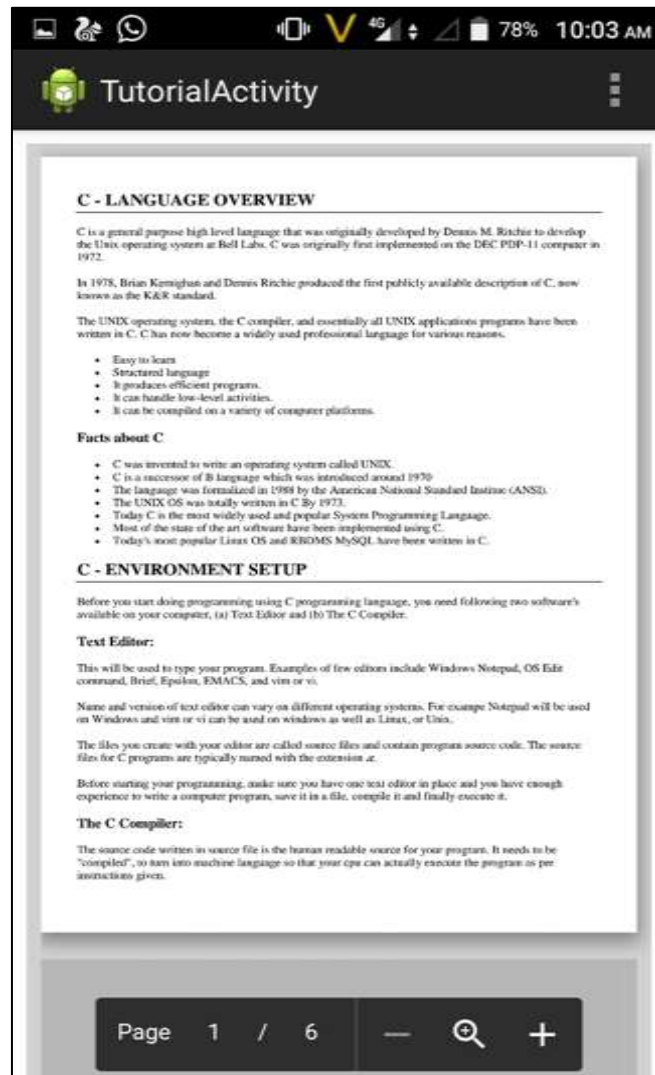 4G 78% 10:03 AM
TutorialActivity
C - LANGUAGE OVERVIEW
C is a general purpose high level language that was originally developed by Dennis M. Ritchie to develop
the Unix operating system at Bell Labs. C was originally first implemented on the DEC PDP-11 computer in
1972.
In 1978, Brian Kernighan and Dennis Ritchie produced the first publicly available description of C, now
known as the K&R standard.
The UNIX operating system, the C compiler, and essentially all UNIX applications programs have been
written in C. C has now become a widely used professional language for various reasons.
• Easy to learn
• Structured language
• It produces efficient programs.
• It can handle low-level activities.
• It can be compiled on a variety of computer platforms.
Facts about C
• C was invented to write an operating system called UNIX.
• C is a successor of B language which was introduced around 1970
• The language was formalized in 1988 by the American National Standard Institue (ANSI).
• The UNIX OS was totally written in C By 1973.
• Today C is the most widely used and popular System Programming Language.
• Most of the state of the art software have been implemented using C.
• Today's most popular Linux OS and RBDMS MySQL have been written in C.
C - ENVIRONMENT SETUP
Before you start doing programming using C programming language, you need following two software's
available on your computer, (a) Text Editor and (b) The C Compiler.
Text Editor:
This will be used to type your program. Examples of few editors include Windows Notepad, OS Edit
command, Brief, Epsilon, EMACS, and vim or vi.
Name and version of text editor can vary on different operating systems. For exampe Notepad will be used
on Windows and vim or vi can be used on windows as well as Linux, or Unix.
The files you create with your editor are called source files and contain program source code. The source
files for C programs are typically named with the extension .c.
Before starting your programming, make sure you have one text editor in place and you have enough
experience to write a computer program, save it in a file, compile it and finally execute it.
The C Compiler:
The source code written in source file is the human readable source for your program. It needs to be
"compiled", to turn into machine language so that your cpu can actually execute the program as per
instructions given.
Page 1 / 6